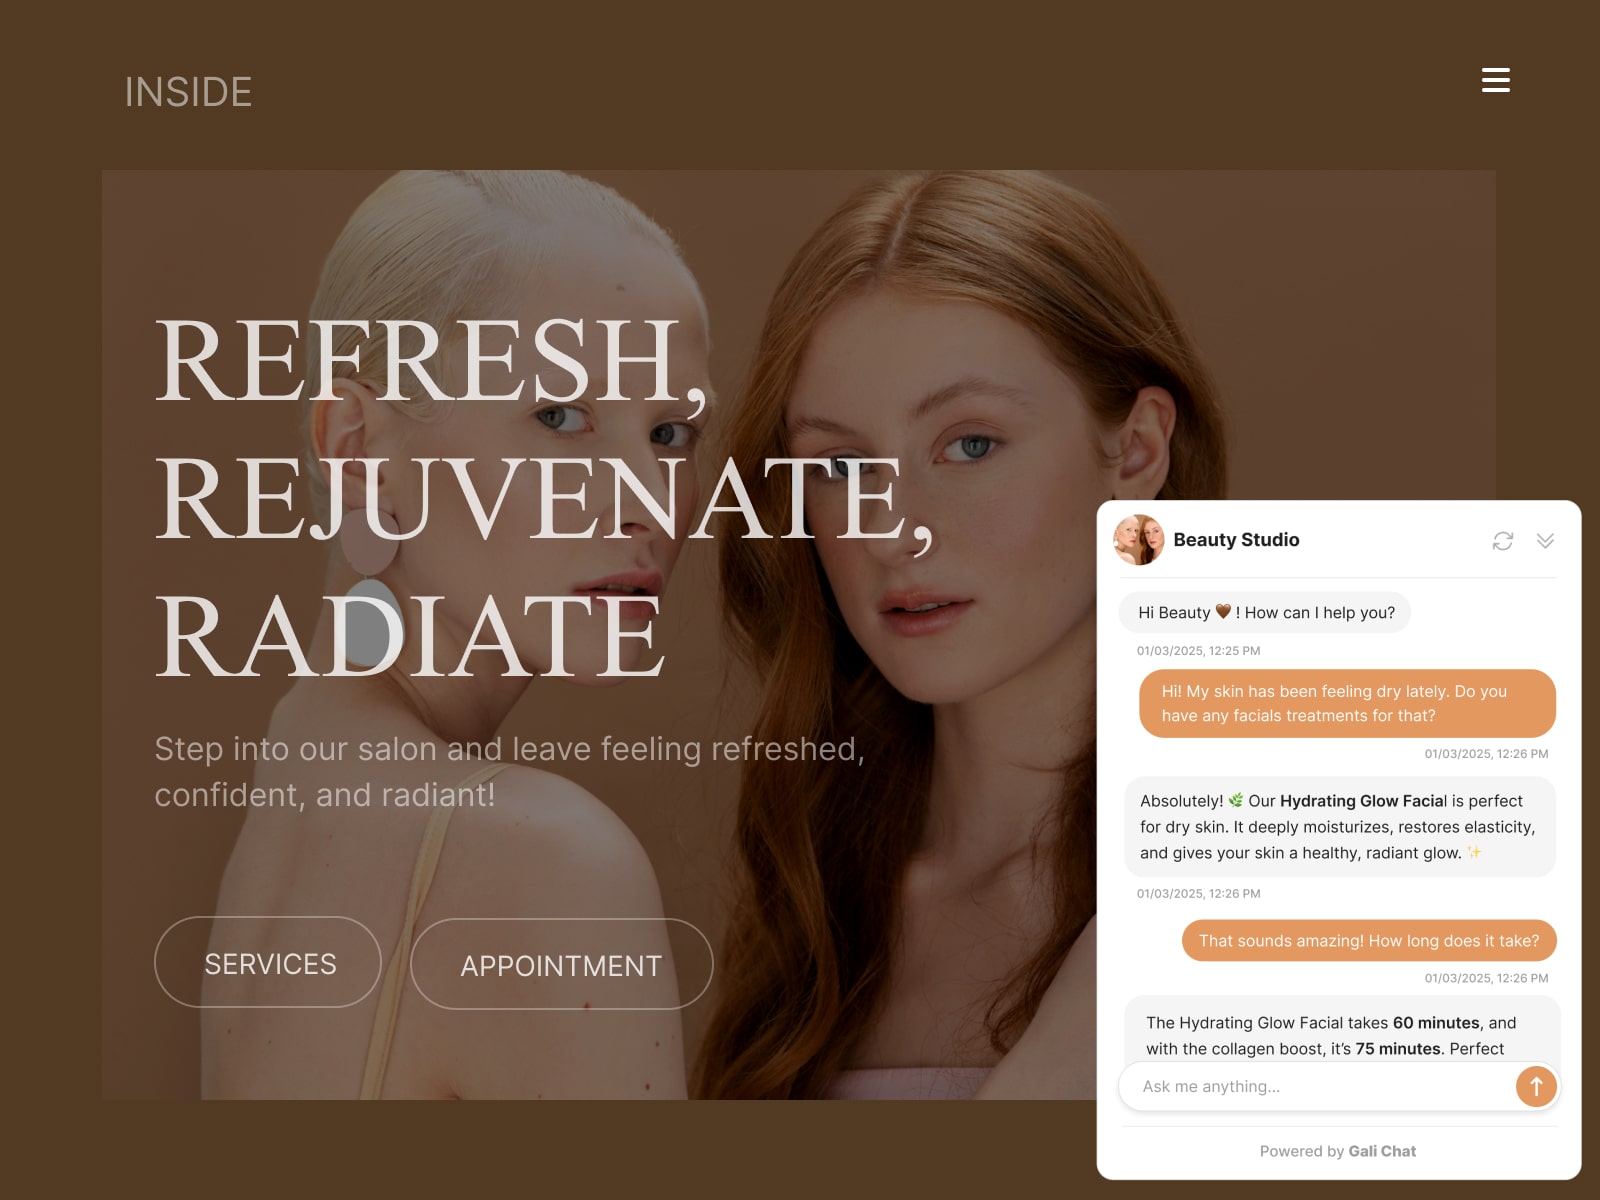 INSIDE
REFRESH,
REJUVENATE,
RADIATE
Step into our salon and leave feeling refreshed,
confident, and radiant!
SERVICES
APPOINTMENT
Beauty Studio
Hi Beauty 🤎 ! How can I help you?
01/03/2025, 12:25 PM
Hi! My skin has been feeling dry lately. Do you
have any facials treatments for that?
01/03/2025, 12:26 PM
Absolutely! 🌿 Our Hydrating Glow Facial is perfect
for dry skin. It deeply moisturizes, restores elasticity,
and gives your skin a healthy, radiant glow. ✨
01/03/2025, 12:26 PM
That sounds amazing! How long does it take?
01/03/2025, 12:26 PM
The Hydrating Glow Facial takes 60 minutes, and
with the collagen boost, it’s 75 minutes. Perfect
Ask me anything...
Powered by Gali Chat